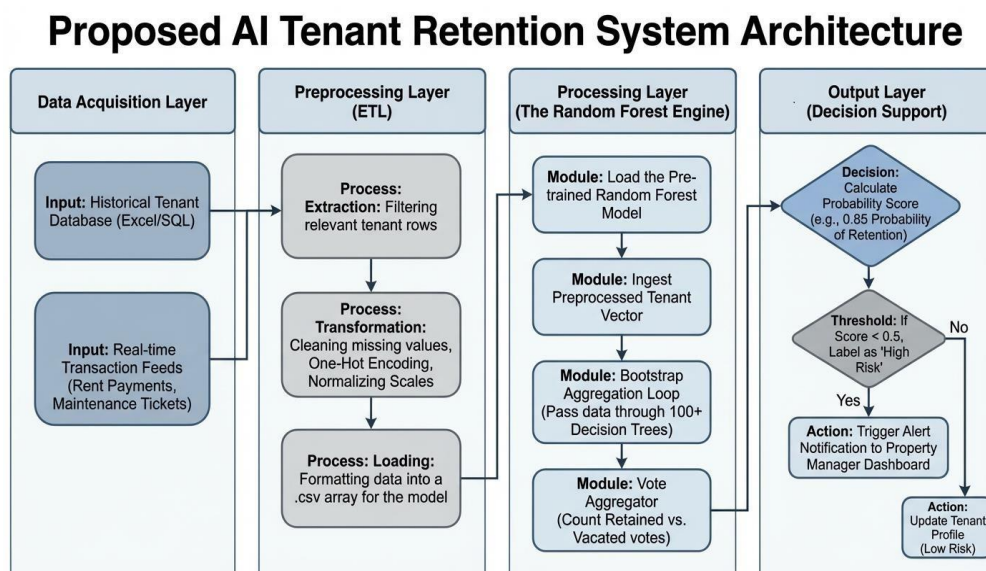 Proposed AI Tenant Retention System Architecture
Data Acquisition Layer
Input: Historical Tenant
Database (Excel/SQL)
Input: Real-time
Transaction Feeds
(Rent Payments,
Maintenance Tickets)
Preprocessing Layer
(ETL)
Process:
Extraction: Filtering
relevant tenant rows
Process:
Transformation:
Cleaning missing values,
One-Hot Encoding,
Normalizing Scales
Process: Loading:
Formatting data into a
.csv array for the model
Processing Layer
(The Random Forest Engine)
Module: Load the Pre-
trained Random Forest
Model
Module: Ingest
Preprocessed Tenant
Vector
Module: Bootstrap
Aggregation Loop
(Pass data through 100+
Decision Trees)
Module: Vote
Aggregator
(Count Retained vs.
Vacated votes)
Output Layer
(Decision Support)
Decision:
Calculate
Probability Score
(e.g., 0.85 Probability
of Retention)
Threshold: If
Score < 0.5,
Label as 'High
Risk'
No
Yes
Action: Trigger Alert
Notification to Property
Manager Dashboard
Action:
Update Tenant
Profile
(Low Risk)